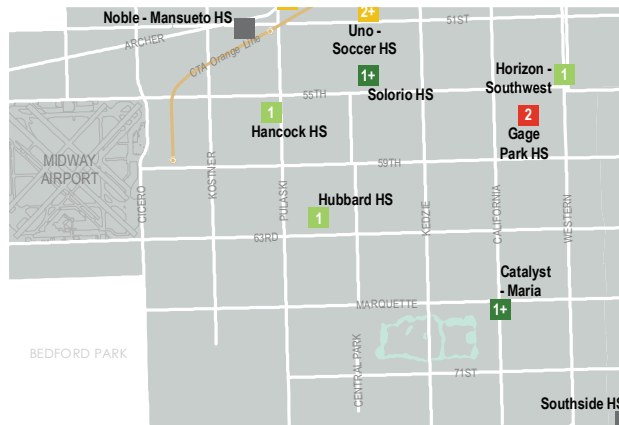 Noble - Mansueto HS
2+
51ST
ARCHER
Uno -
Soccer HS
CTA Orange Line
1+
Horizon -
Southwest
1
55TH
Solorio HS
1
Hancock HS
2
Gage
Park HS
MIDWAY
AIRPORT
59TH
CICERO
KOSTNER
PULASKI
Hubbard HS
1
KEDZIE
CALIFORNIA
WESTERN
63RD
Catalyst
- Maria
MARQUETTE
1+
BEDFORD PARK
CENTRAL PARK
71ST
Southside HS